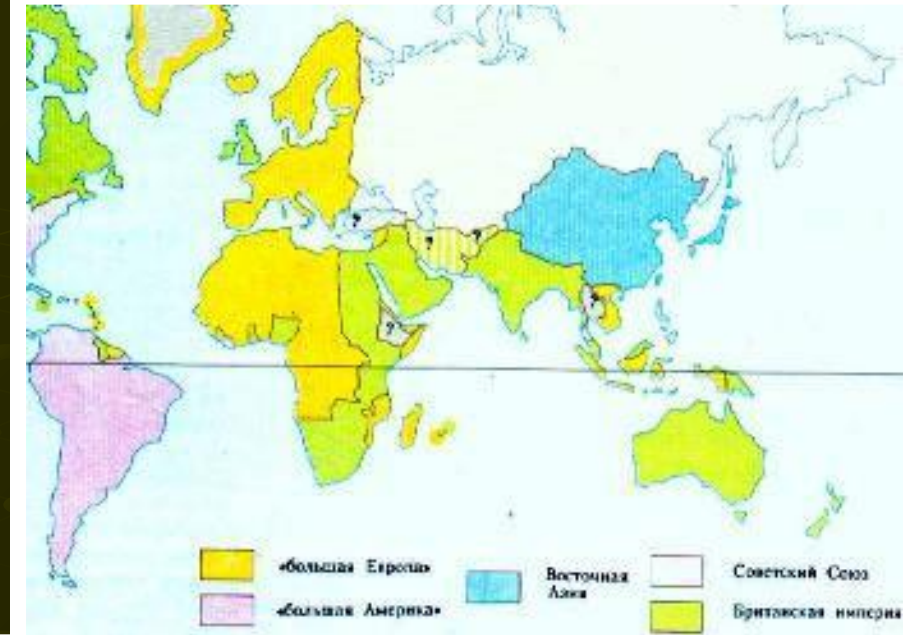 ?
?
?
?
?
«большая Европа»
«большая Америка»
Восточная
Азия
Советский Союз
Британская империя